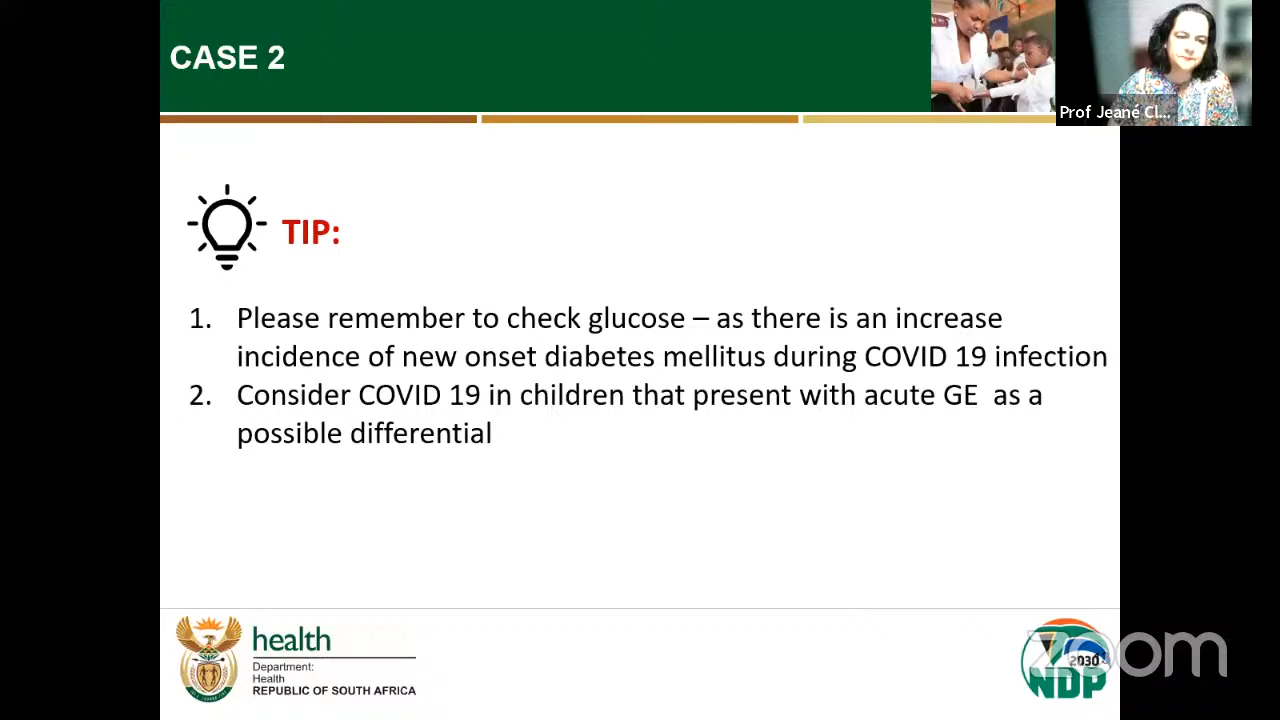 CASE 2
Prof Jeané Cl...
TIP:
1. Please remember to check glucose – as there is an increase
incidence of new onset diabetes mellitus during COVID 19 infection
2. Consider COVID 19 in children that present with acute GE as a
possible differential
health
Department:
Health
REPUBLIC OF SOUTH AFRICA
2030
NDP
zoom